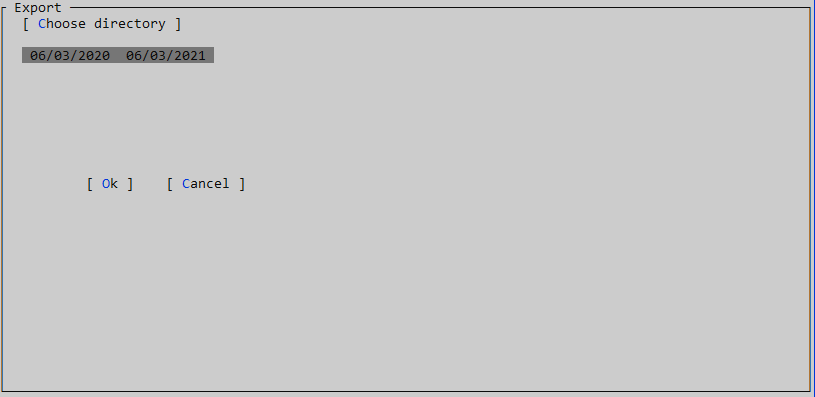 Export
[ Choose directory ]
06/03/2020 06/03/2021
[ Ok ] [ Cancel ]